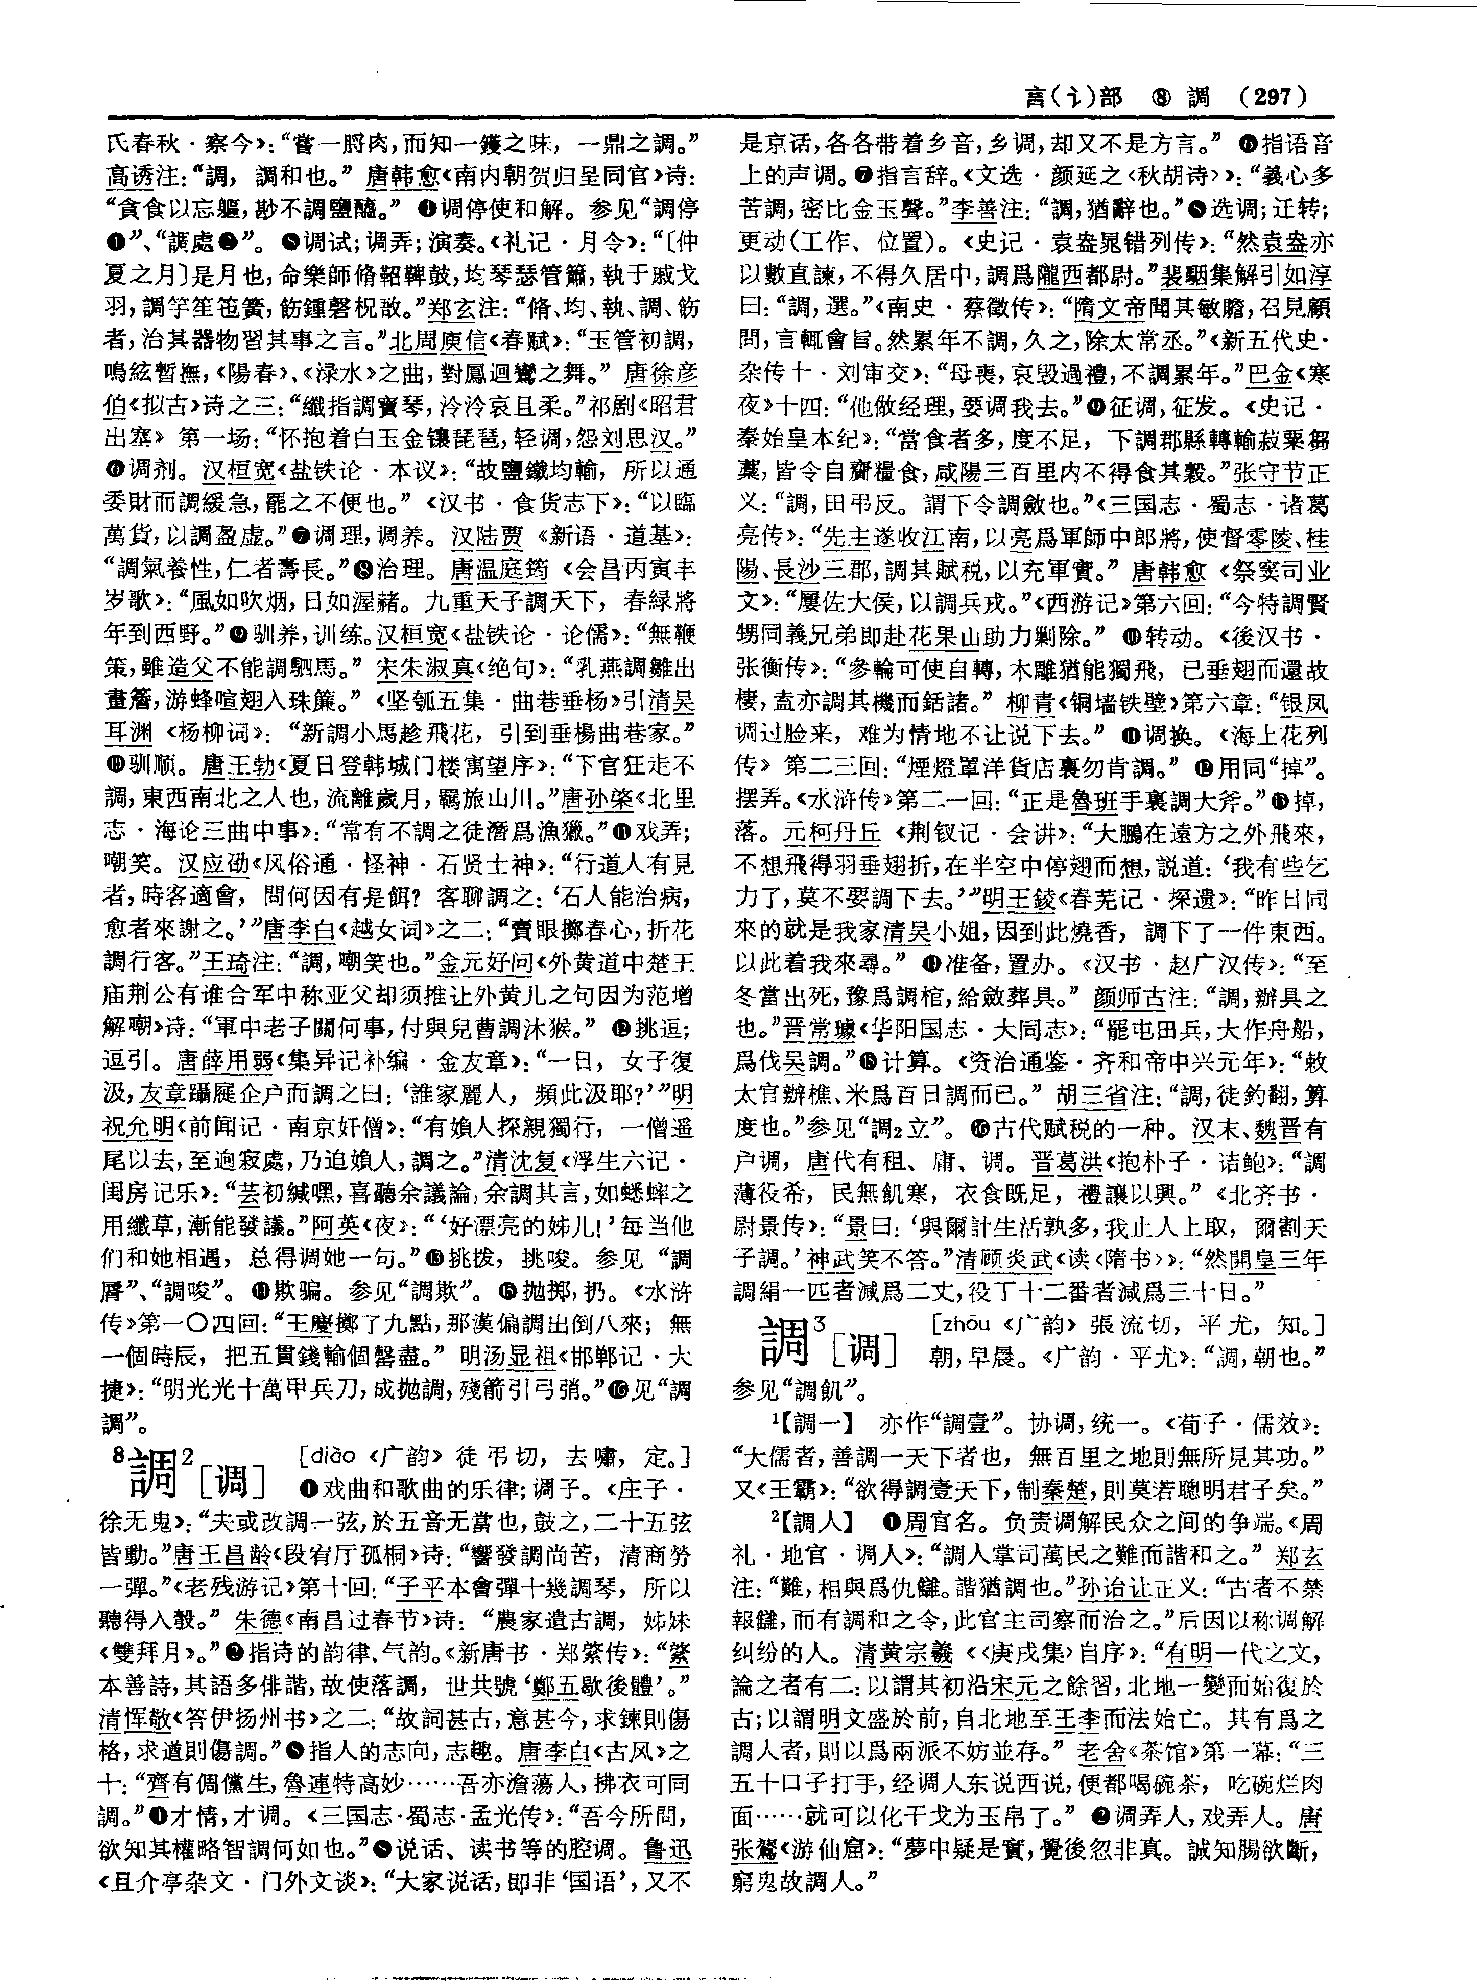 言(讠)部 ⑧ 調 (297)
氏春秋·察今》：“嘗一脟肉，而知一鑊之味，一鼎之調。”
高诱注：“調，調和也。”唐韩愈《南内朝贺归呈同官》诗：
“貪食以忘軀，尠不調鹽醯。”❹调停使和解。参见“調停
❶”、“調處❷”。❺调试；调弄；演奏。《礼记·月令》：“〔仲
夏之月〕是月也，命樂師脩鞀鞞鼓，均琴瑟管簫，執干戚戈
羽，調竽笙竾簧，飭鍾磬柷敔。”郑玄注：“脩、均、執、調、飭
者，治其器物習其事之言。”北周庾信《春赋》：“玉管初調，
鳴絃暫撫，《陽春》、《渌水》之曲，對鳳迴鸞之舞。”唐徐彦
伯《拟古》诗之三：“纖指調寶琴，泠泠哀且柔。”祁剧《昭君
出塞》第一场：“怀抱着白玉金镶琵琶，轻调，怨刘思汉。”
❻调剂。汉桓宽《盐铁论·本议》：“故鹽鐵均輸，所以通
委財而調緩急，罷之不便也。”《汉书·食货志下》：“以臨
萬貨，以調盈虚。”❼调理，调养。汉陆贾《新语·道基》：
“調氣養性，仁者壽長。”❽治理。唐温庭筠《会昌丙寅丰
岁歌》：“風如吹烟，日如渥赭。九重天子調天下，春緑將
年到西野。”❾驯养，训练。汉桓宽《盐铁论·论儒》：“無鞭
策，雖造父不能調駟馬。”宋朱淑真《绝句》：“乳燕調雛出
畫簷，游蜂喧翅入珠簾。”《坚瓠五集·曲巷垂杨》引清吴
耳渊《杨柳词》：“新調小馬趁飛花，引到垂楊曲巷家。”
❿驯顺。唐王勃《夏日登韩城门楼寓望序》：“下官狂走不
調，東西南北之人也，流離歲月，羈旅山川。”唐孙棨《北里
志·海论三曲中事》：“常有不調之徒潛爲漁獵。”⓫戏弄；
嘲笑。汉应劭《风俗通·怪神·石贤士神》：“行道人有見
者，時客適會，問何因有是餌？客聊調之：‘石人能治病，
愈者來謝之。’”唐李白《越女词》之二：“賣眼擲春心，折花
調行客。”王琦注：“調，嘲笑也。”金元好问《外黄道中楚王
庙荆公有谁合军中称亚父却须推让外黄儿之句因为范增
解嘲》诗：“軍中老子關何事，付與兒曹調沐猴。”⓬挑逗；
逗引。唐薛用弱《集异记补编·金友章》：“一日，女子復
汲，友章躡屣企户而調之曰：‘誰家麗人，頻此汲耶？’”明
祝允明《前闻记·南京奸僧》：“有娘人探親獨行，一僧遥
尾以去，至迥寂處，乃迫娘人，調之。”清沈复《浮生六记·
闺房记乐》：“芸初緘嘿，喜聽余議論，余調其言，如蟋蟀之
用纖草，漸能發議。”阿英《夜》：“‘好漂亮的姊儿！’每当他
们和她相遇，总得调她一句。”⓭挑拨，挑唆。参见“調
脣”、“調唆”。⓮欺骗。参见“調欺”。⓯抛掷，扔。《水浒
传》第一〇四回：“王慶擲了九點，那漢偏調出倒八來；無
一個時辰，把五貫錢輸個罄盡。”明汤显祖《邯郸记·大
捷》：“明光光十萬甲兵刀，成抛調，殘箭引弓弰。”⓰见“調
調”。
8調2［调］ ［diào《广韵》徒弔切，去嘯，定。］
❶戏曲和歌曲的乐律；调子。《庄子·
徐无鬼》：“夫或改調一弦，於五音无當也，鼓之，二十五弦
皆動。”唐王昌龄《段宥厅孤桐》诗：“響發調尚苦，清商勞
一彈。”《老残游记》第十回：“子平本會彈十幾調琴，所以
聽得入彀。”朱德《南昌过春节》诗：“農家遺古調，姊妹
《雙拜月》。”❷指诗的韵律、气韵。《新唐书·郑綮传》：“綮
本善詩，其語多俳諧，故使落調，世共號‘鄭五歇後體’。”
清恽敬《答伊扬州书》之二：“故詞甚古，意甚今，求鍊則傷
格，求遒則傷調。”❸指人的志向，志趣。唐李白《古风》之
十：“齊有倜儻生，魯連特高妙……吾亦澹蕩人，拂衣可同
調。”❹才情，才调。《三国志·蜀志·孟光传》：“吾今所問，
欲知其權略智調何如也。”❺说话、读书等的腔调。鲁迅
《且介亭杂文·门外文谈》：“大家说话，即非‘国语’，又不
是京话，各各带着乡音，乡调，却又不是方言。”❻指语音
上的声调。❼指言辞。《文选·颜延之〈秋胡诗〉》：“義心多
苦調，密比金玉聲。”李善注：“調，猶辭也。”❽选调；迁转；
更动（工作、位置）。《史记·袁盎晁错列传》：“然袁盎亦
以數直諫，不得久居中，調爲隴西都尉。”裴駰集解引如淳
曰：“調，選。”《南史·蔡徵传》：“隋文帝聞其敏贍，召見顧
問，言輒會旨。然累年不調，久之，除太常丞。”《新五代史·
杂传十·刘审交》：“母喪，哀毁過禮，不調累年。”巴金《寒
夜》十四：“他做经理，要调我去。”❾征调，征发。《史记·
秦始皇本纪》：“當食者多，度不足，下調郡縣轉輸菽粟芻
藁，皆令自齎糧食，咸陽三百里内不得食其穀。”张守节正
义：“調，田弔反。謂下令調斂也。”《三国志·蜀志·诸葛
亮传》：“先主遂收江南，以亮爲軍師中郎將，使督零陵、桂
陽、長沙三郡，調其賦税，以充軍實。”唐韩愈《祭窦司业
文》：“屢佐大侯，以調兵戎。”《西游记》第六回：“今特調賢
甥同義兄弟即赴花果山助力剿除。”❿转动。《後汉书·
张衡传》：“參輪可使自轉，木雕猶能獨飛，已垂翅而還故
棲，盍亦調其機而銛諸。”柳青《铜墙铁壁》第六章：“银凤
调过脸来，难为情地不让说下去。”⓫调换。《海上花列
传》第二三回：“煙燈罩洋貨店裏勿肯調。”⓬用同“掉”。
摆弄。《水浒传》第二一回：“正是魯班手裏調大斧。”⓭掉，
落。元柯丹丘《荆钗记·会讲》：“大鵬在遠方之外飛來，
不想飛得羽垂翅折，在半空中停翅而想，説道：‘我有些乞
力了，莫不要調下去。’”明王錂《春芜记·探遗》：“昨日同
來的就是我家清吴小姐，因到此燒香，調下了一件東西。
以此着我來尋。”⓮准备，置办。《汉书·赵广汉传》：“至
冬當出死，豫爲調棺，給斂葬具。”颜师古注：“調，辦具之
也。”晋常璩《华阳国志·大同志》：“罷屯田兵，大作舟船，
爲伐吴調。”⓯计算。《资治通鉴·齐和帝中兴元年》：“敕
太官辦樵、米爲百日調而已。”胡三省注：“調，徒釣翻，算
度也。”参见“調2立”。⓰古代赋税的一种。汉末、魏晋有
户调，唐代有租、庸、调。晋葛洪《抱朴子·诘鲍》：“調
薄役希，民無飢寒，衣食既足，禮讓以興。”《北齐书·
尉景传》：“景曰：‘與爾計生活孰多，我止人上取，爾割天
子調。’神武笑不答。”清顾炎武《读〈隋书〉》：“然開皇三年
調絹一匹者減爲二丈，役丁十二番者減爲三十日。”
調3［调］ ［zhōu《广韵》張流切，平尤，知。］
朝，早晨。《广韵·平尤》：“調，朝也。”
参见“調飢”。
1【調一】 亦作“調壹”。协调，统一。《荀子·儒效》：
“大儒者，善調一天下者也，無百里之地則無所見其功。”
又《王霸》：“欲得調壹天下，制秦楚，則莫若聰明君子矣。”
2【調人】 ❶周官名。负责调解民众之间的争端。《周
礼·地官·调人》：“調人掌司萬民之難而諧和之。”郑玄
注：“難，相與爲仇讎。諧猶調也。”孙诒让正义：“古者不禁
報讎，而有調和之令，此官主司察而治之。”后因以称调解
纠纷的人。清黄宗羲《〈庚戌集〉自序》：“有明一代之文，
論之者有二：以謂其初沿宋元之餘習，北地一變而始復於
古；以謂明文盛於前，自北地至王李而法始亡。其有爲之
調人者，則以爲兩派不妨並存。”老舍《茶馆》第一幕：“三
五十口子打手，经调人东说西说，便都喝碗茶，吃碗烂肉
面……就可以化干戈为玉帛了。”❷调弄人，戏弄人。唐
张鷟《游仙窟》：“夢中疑是實，覺後忽非真。誠知腸欲斷，
窮鬼故調人。”